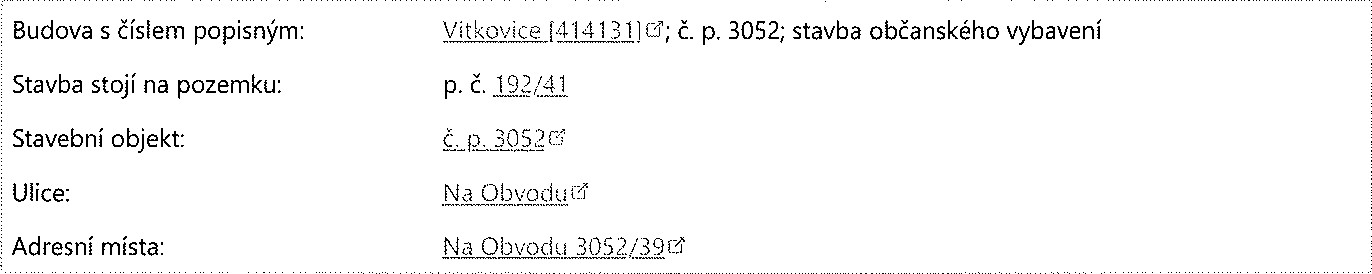 Budova s číslem popisným: Vítkovice [414131]; č. p. 3052; stavba občanského vybavení
Stavba stojí na pozemku: p. č. 192/41
Stavební objekt: č. p. 3052
Ulice: Na Obvodu
Adresní místa: Na Obvodu 3052/39